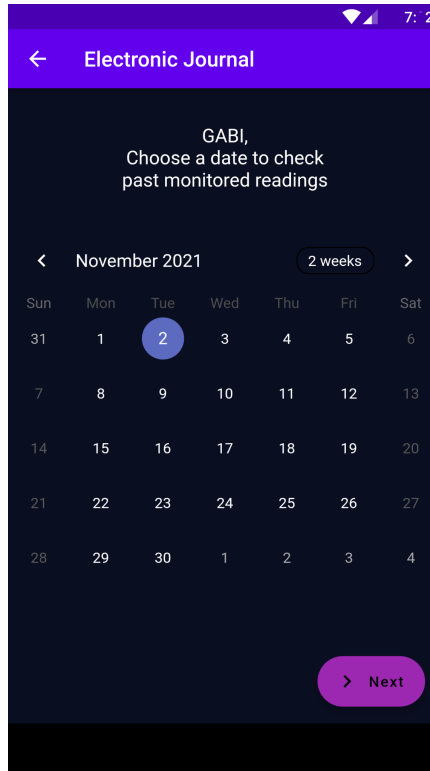 Electronic Journal
GABI,
Choose a date to check
past monitored readings
November 2021 2 weeks
Sun Mon Tue Wed Thu Fri Sat
31 1 2 3 4 5 6
7 8 9 10 11 12 13
14 15 16 17 18 19 20
21 22 23 24 25 26 27
28 29 30 1 2 3 4
Next